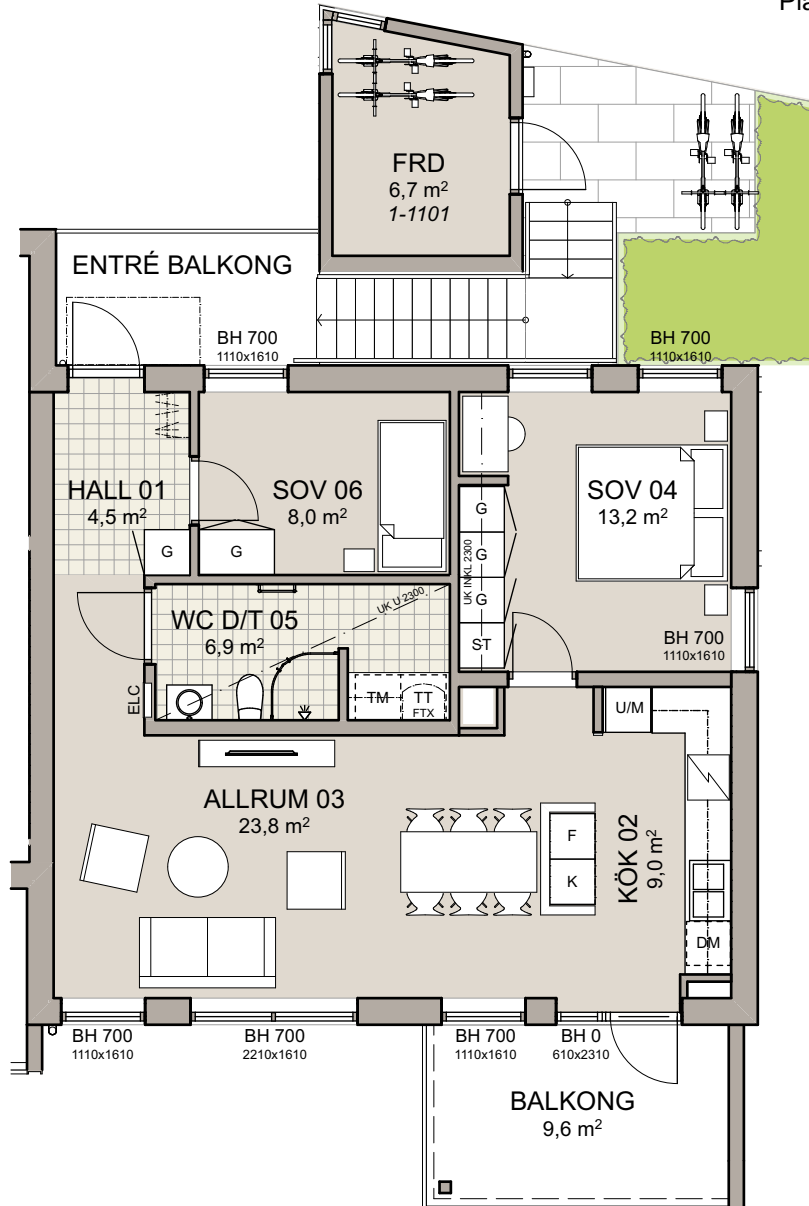 Pla
FRD
6,7 m²
1-1101
ENTRÉ BALKONG
BH 700
1110x1610
BH 700
1110x1610
HALL 01
4,5 m²
SOV 06
8,0 m²
SOV 04
13,2 m²
G
G
G
G
G
ST
UK INKL 2300
BH 700
1110x1610
WC D/T 05
6,9 m²
UK U 2300
ELC
TM
TT
FTX
U/M
ALLRUM 03
23,8 m²
F
K
KÖK 02
9,0 m²
DM
BH 700
1110x1610
BH 700
2210x1610
BH 700
1110x1610
BH 0
610x2310
BALKONG
9,6 m²